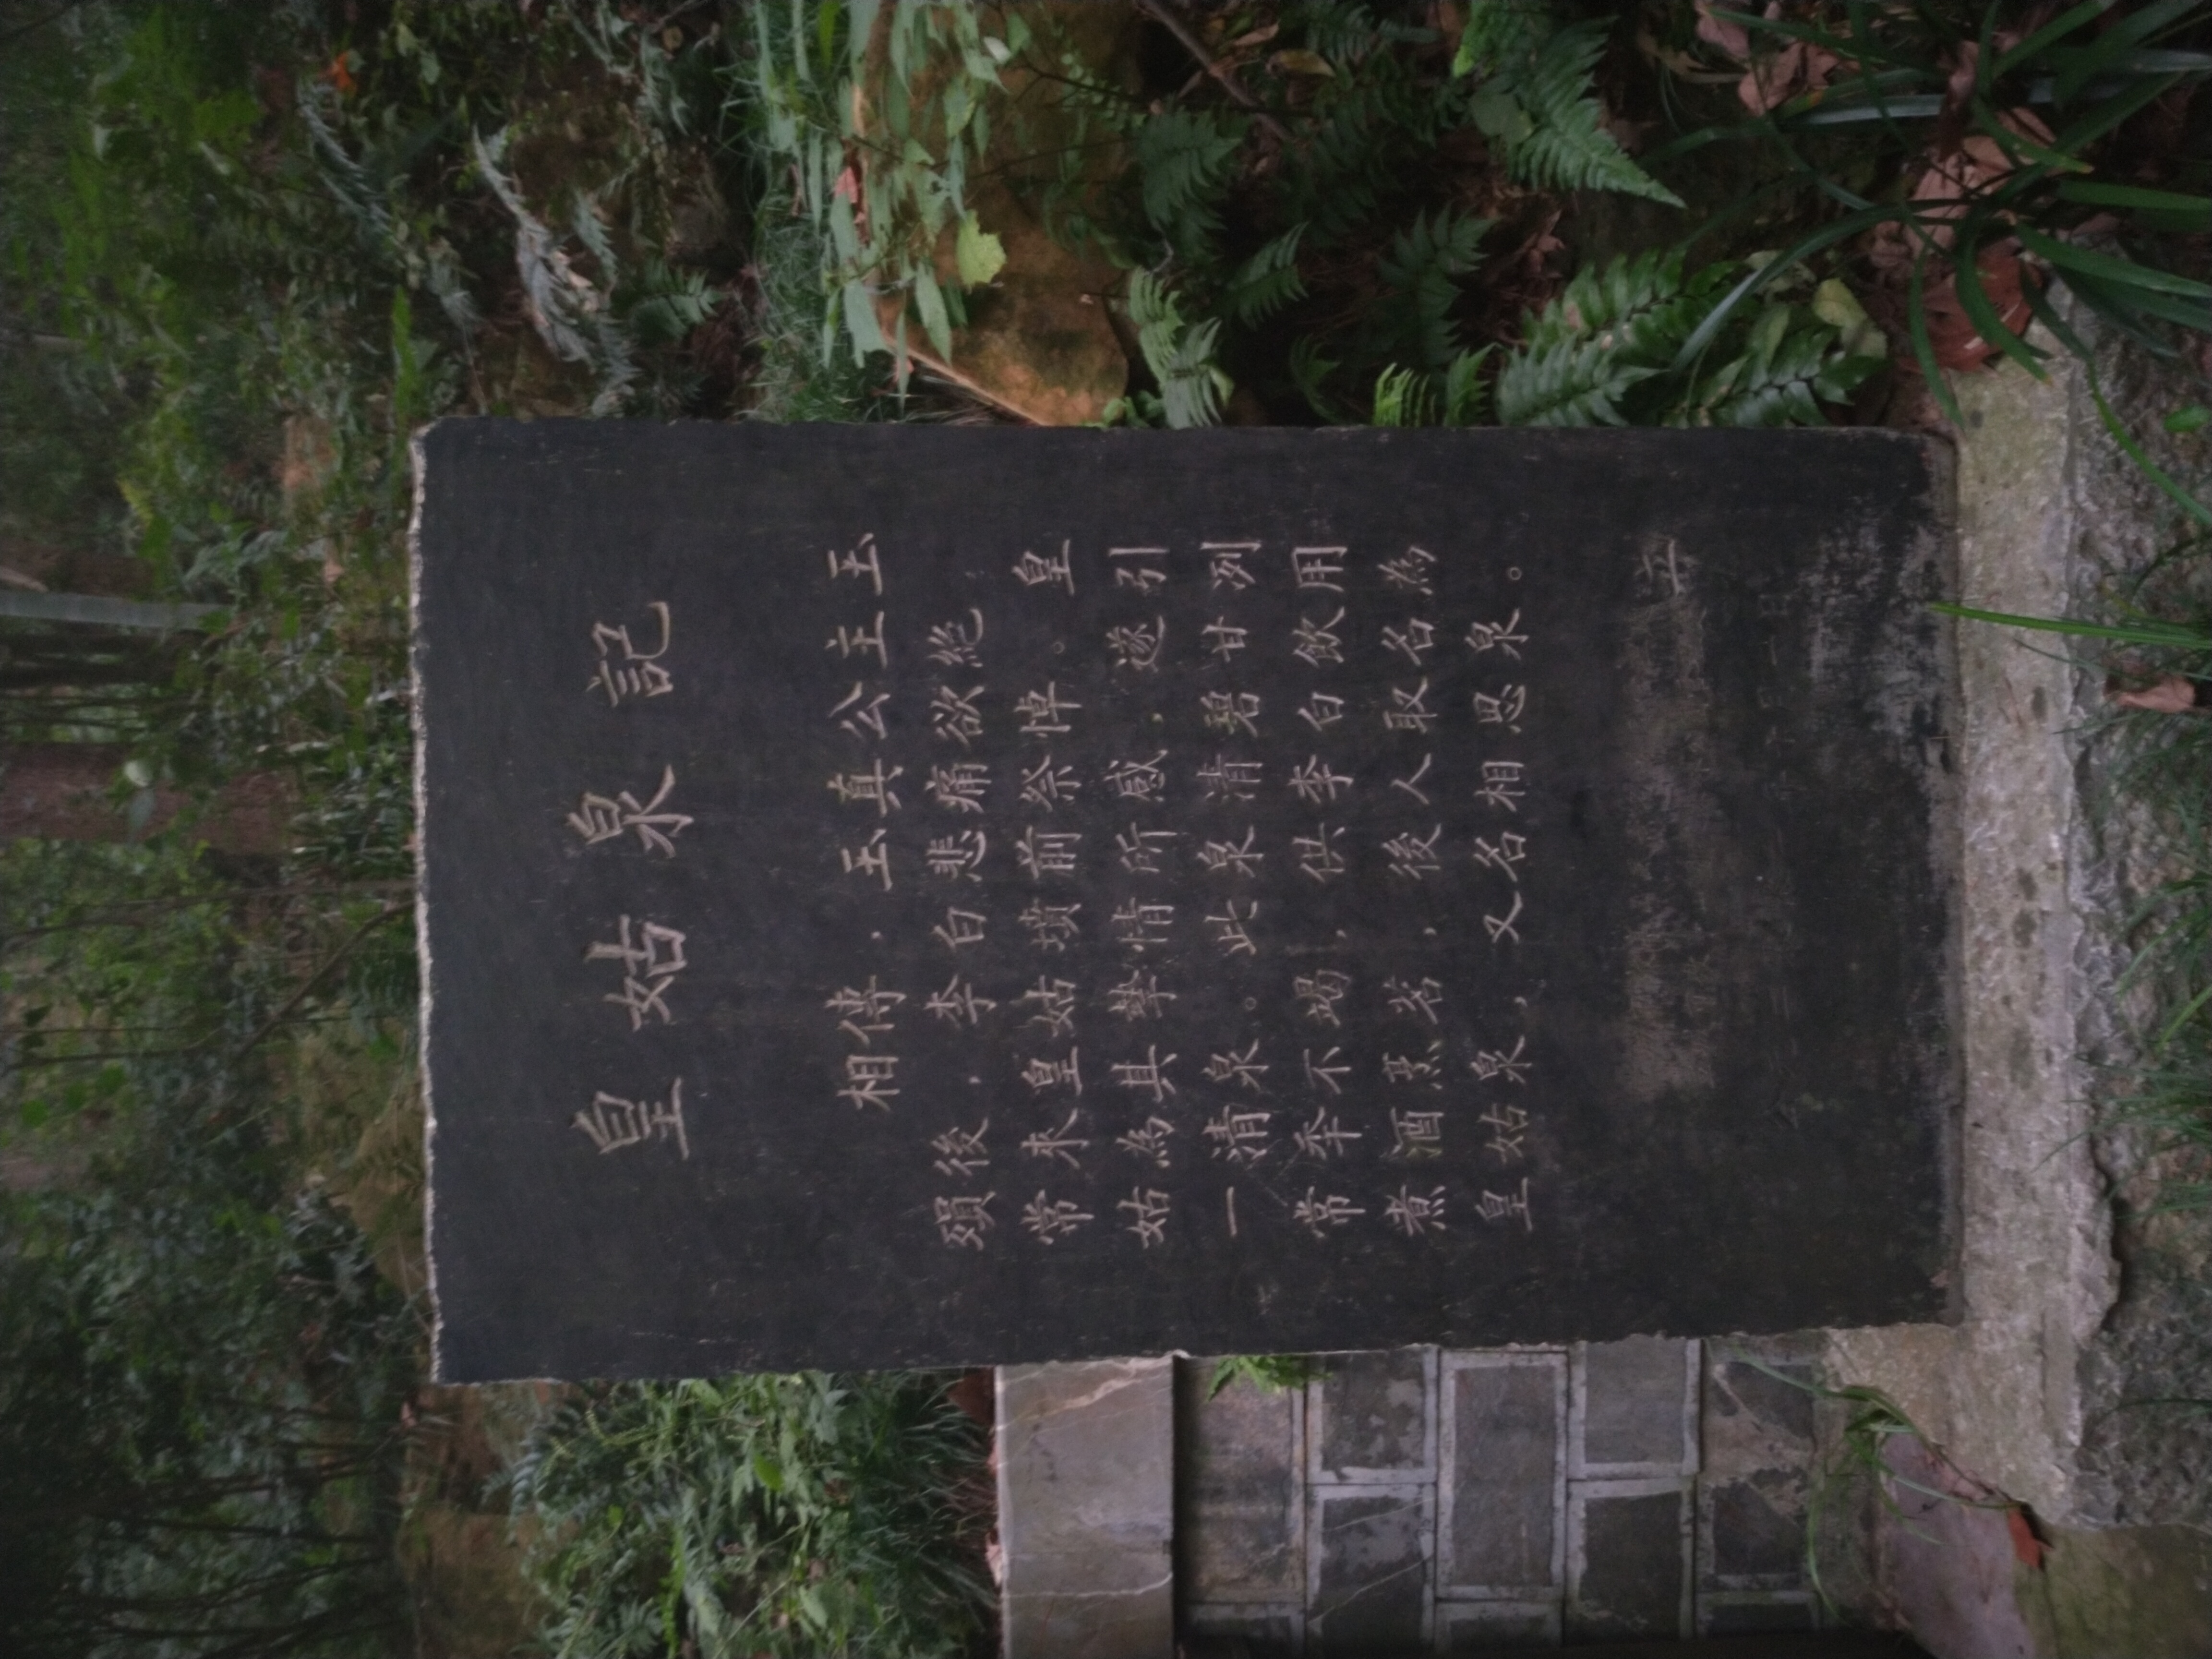 皇姑泉記
相傳，玉真公主玉
殞後，李白悲痛欲絶，
常來皇姑墳前祭悼。皇
姑為其摯情所感，遂引
一清泉。此泉清碧甘冽
常年不竭，供李白飲用
煮酒烹茗，後人取名為
皇姑泉，又名相思泉。
立